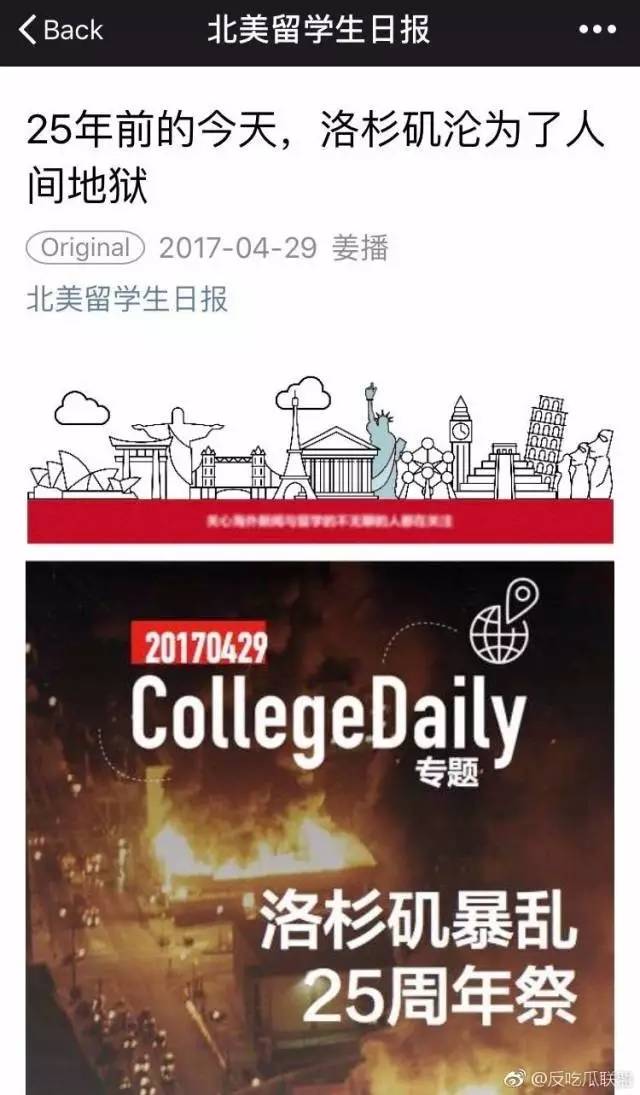 Back
北美留学生日报
25年前的今天，洛杉矶沦为了人
间地狱
Original 2017-04-29 姜播
北美留学生日报
关心海外新闻与留学的不无聊的人都在关注
20170429
CollegeDaily
专题
洛杉矶暴乱
25周年祭
@反吃瓜联盟